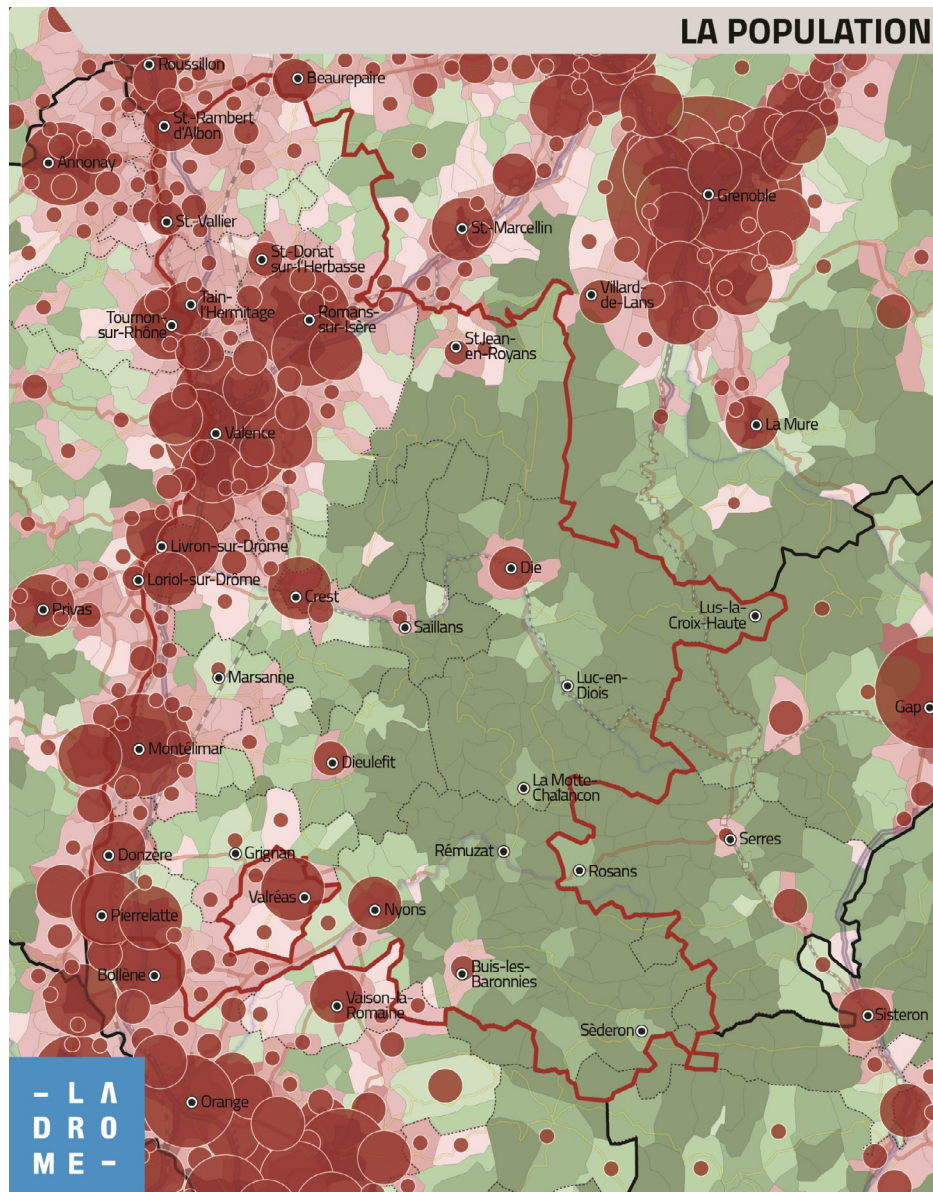 LA POPULATION
Roussillon
Beaurepaire
St.-Rambert
d'Albon
Annonay
Grenoble
St.-Vallier
St.-Marcellin
St-Donat
sur-l'Herbasse
Villard-
de-Lans
Tain-
l'Hermitage
Tournon-
sur-Rhône
Romans-
sur-Isère
St Jean-
en-Royans
La Mure
Valence
Livron-sur-Drôme
Die
Loriol-sur-Drôme
Crest
Privas
Lus-la-
Croix-Haute
Saillans
Marsanne
Luc-en-
Diois
Gap
Montélimar
Dieulefit
La Motte-
Chalançon
Donzère
Grignan
Rémuzat
Serres
Rosans
Valréas
Nyons
Pierrelatte
Bollène
Buis-les-
Baronnies
Vaison-la-
Romaine
Sisteron
Sèderon
Orange
– LA
DRO
ME –